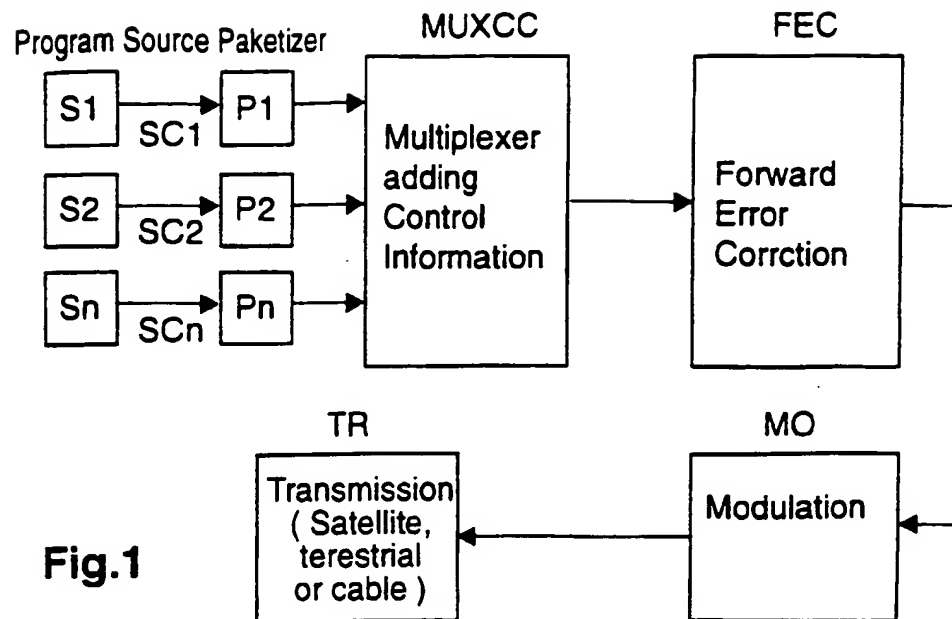 MUXCC
FEC
Program Source Paketizer
S1
SC1
P1
S2
SC2
P2
Sn
SCn
Pn
Multiplexer
adding
Control
Information
Forward
Error
Corrction
TR
MO
Transmission
( Satellite,
terestrial
or cable )
Modulation
Fig.1